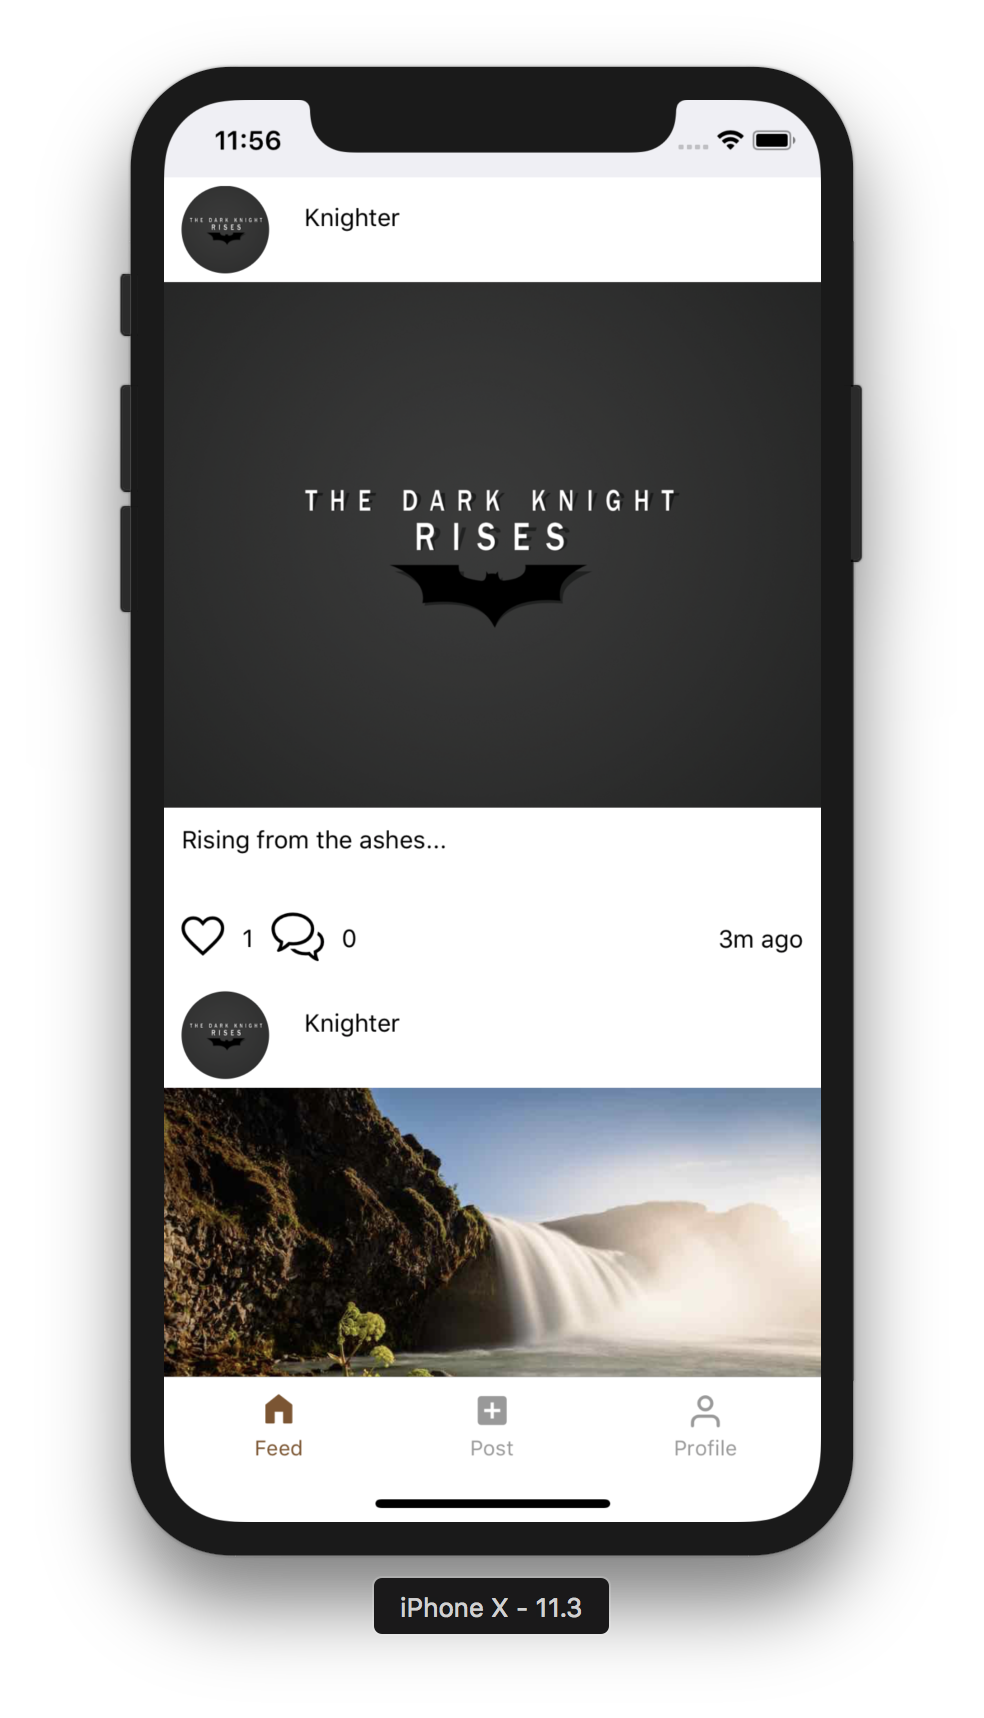 11:56
THE DARK KNIGHT
RISES
Knighter
THE DARK KNIGHT
RISES
Rising from the ashes...
1 0 3m ago
THE DARK KNIGHT
RISES
Knighter
Feed Post Profile
iPhone X - 11.3